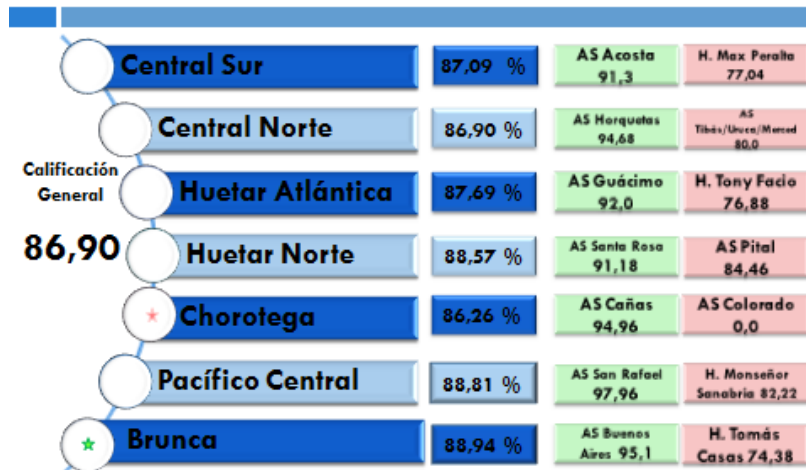 Central Sur
87,09 %
AS Acosta
91,3
H. Max Peralta
77,04
Central Norte
86,90 %
AS Horquetas
94,68
AS
Tibás/Uruca/Merced
80,0
Calificación
General
86,90
Huetar Atlántica
87,69 %
AS Guácimo
92,0
H. Tony Facio
76,88
Huetar Norte
88,57 %
AS Santa Rosa
91,18
AS Pital
84,46
Chorotega
86,26 %
AS Cañas
94,96
AS Colorado
0,0
Pacífico Central
88,81 %
AS San Rafael
97,96
H. Monseñor
Sanabria 82,22
Brunca
88,94 %
AS Buenos
Aires 95,1
H. Tomás
Casas 74,38